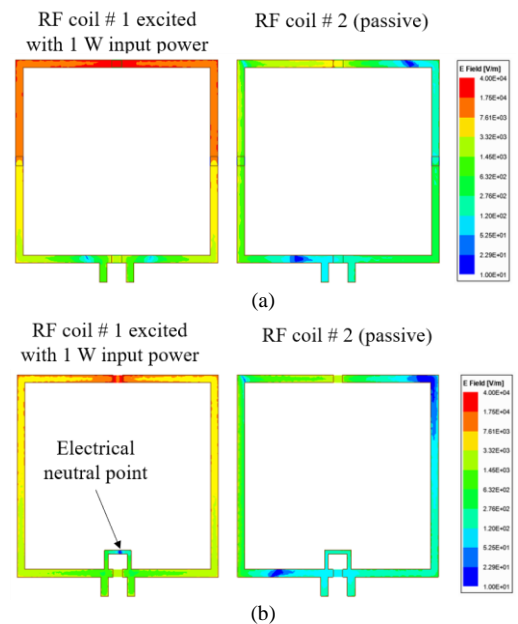 RF coil # 1 excited
with 1 W input power
RF coil # 2 (passive)
E Field [V/m]
4.00E+04
1.75E+04
7.61E+03
3.32E+03
1.45E+03
6.32E+02
2.76E+02
1.20E+02
5.25E+01
2.29E+01
1.00E+01
(a)
RF coil # 1 excited
with 1 W input power
RF coil # 2 (passive)
Electrical
neutral point
E Field [V/m]
4.00E+04
1.75E+04
7.61E+03
3.32E+03
1.45E+03
6.32E+02
2.76E+02
1.20E+02
5.25E+01
2.29E+01
1.00E+01
(b)